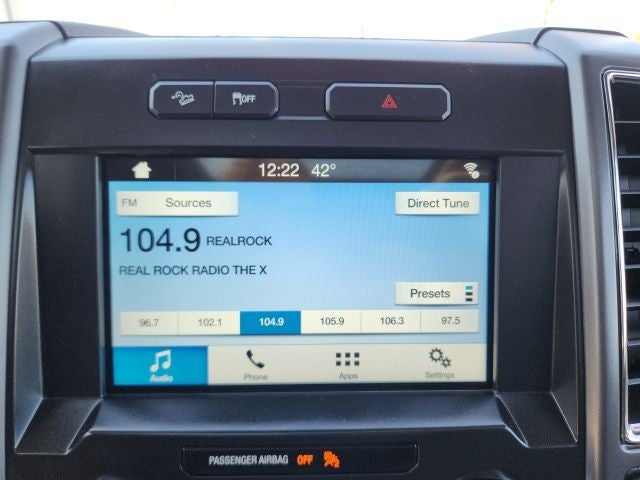 OFF
12:22 42°
FM Sources Direct Tune
104.9 REALROCK
REAL ROCK RADIO THE X
Presets
96.7 102.1 104.9 105.9 106.3 97.5
Audio Phone Apps Settings
PASSENGER AIRBAG OFF 2